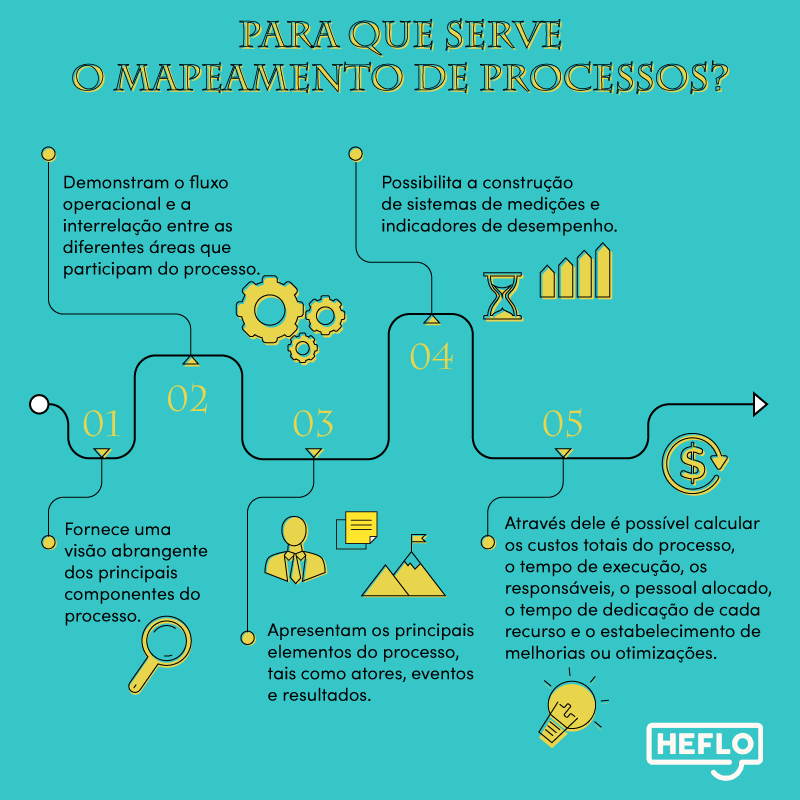 PARA QUE SERVE
O MAPEAMENTO DE PROCESSOS?
01
Fornece uma
visão abrangente
dos principais
componentes do
processo.
02
Demonstram o fluxo
operacional e a
interrelação entre as
diferentes áreas que
participam do processo.
03
Apresentam os principais
elementos do processo,
tais como atores, eventos
e resultados.
04
Possibilita a construção
de sistemas de medições e
indicadores de desempenho.
05
Através dele é possível calcular
os custos totais do processo,
o tempo de execução, os
responsáveis, o pessoal alocado,
o tempo de dedicação de cada
recurso e o estabelecimento de
melhorias ou otimizações.
$
HEFLO